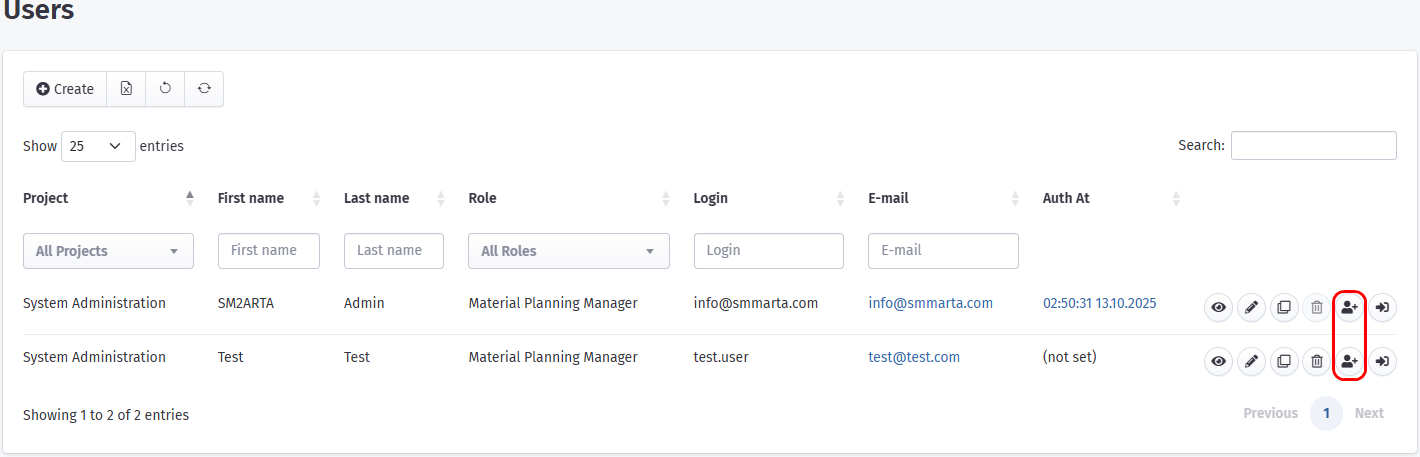 Users
Create
Show 25 entries
Search:
Project First name Last name Role Login E-mail Auth At
All Projects First name Last name All Roles Login E-mail
System Administration SM2ARTA Admin Material Planning Manager info@smmarta.com info@smmarta.com 02:50:31 13.10.2025
System Administration Test Test Material Planning Manager test.user test@test.com (not set)
Showing 1 to 2 of 2 entries
Previous 1 Next